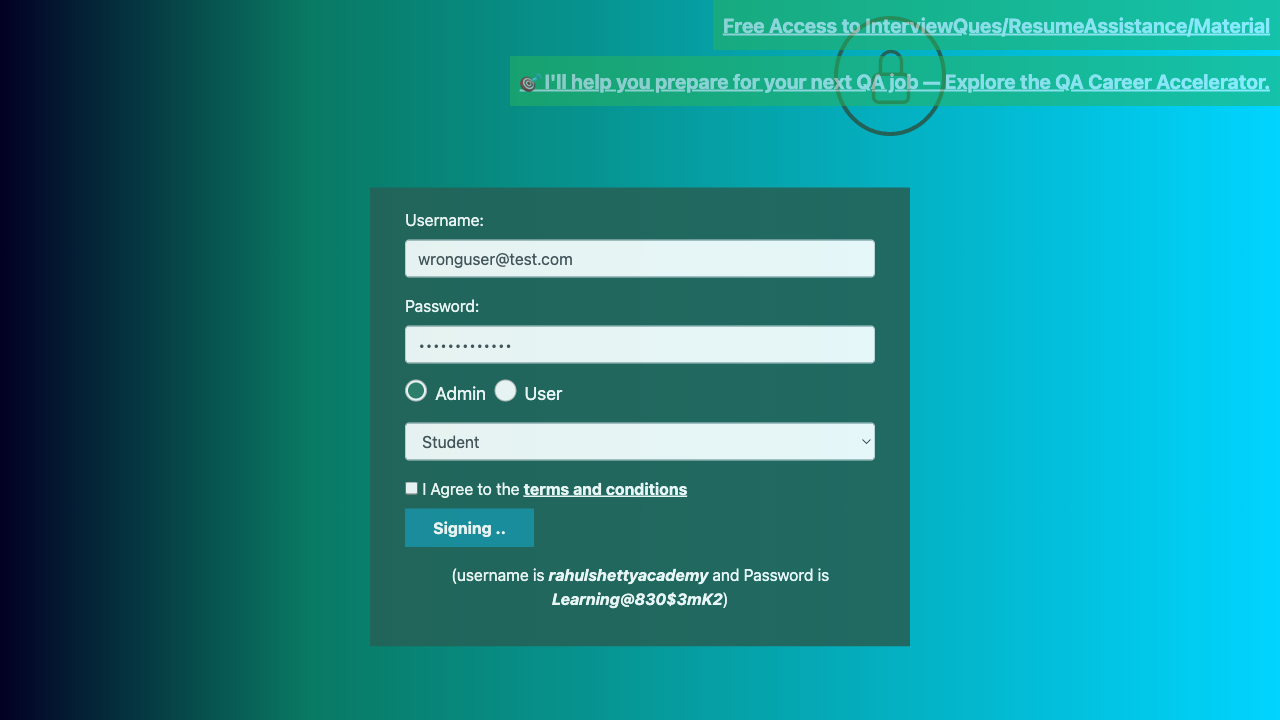 Free Access to InterviewQues/ResumeAssistance/Material
🎯 I'll help you prepare for your next QA job — Explore the QA Career Accelerator.
Username:
wronguser@test.com
Password:
•••••••••••••
Admin User
Student
I Agree to the terms and conditions
Signing ..
(username is rahulshettyacademy and Password is
Learning@830$3mK2)